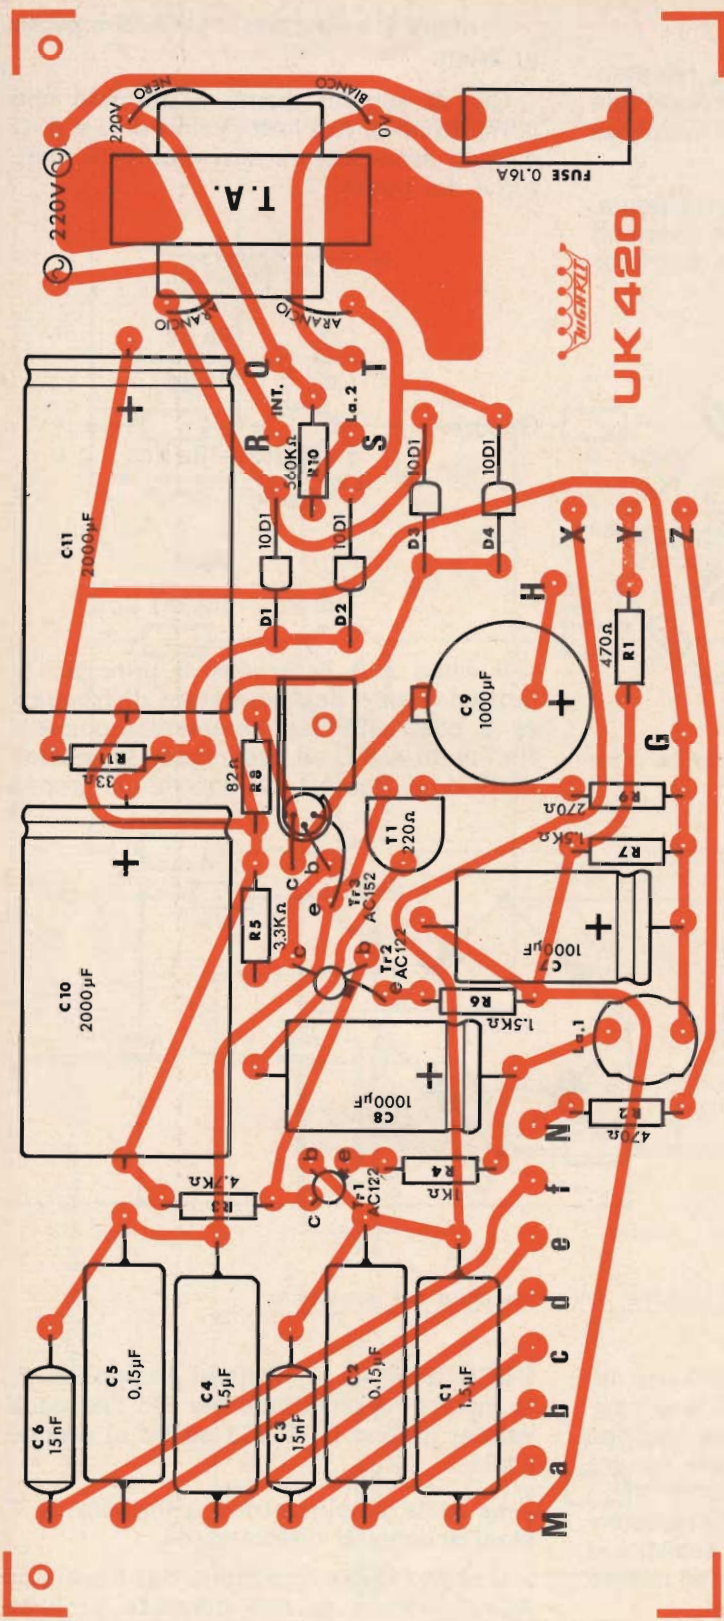 220V
NERO
220V
BIANCO
0V
T.A.
FUSE 0.16A
HIGHKIT
UK 420
ARANCIO
ARANCIO
O
INT.
R
T
La.2
S
560KΩ
R10
C11
2000µF
+
D1
10D1
D2
10D1
D3
10D1
D4
10D1
X
Y
Z
H
R1
470Ω
C9
1000µF
+
G
R11
33Ω
82Ω
R8
T1
220Ω
270Ω
R9
1.5KΩ
R7
C10
2000µF
+
R5
3.3KΩ
c
b
e
Tr3
AC152
c
b
e
Tr2
AC122
R6
1.5KΩ
C7
1000µF
+
C8
1000µF
+
La.1
R2
470Ω
N
R3
4.7KΩ
c
b
e
Tr1
AC122
R4
1KΩ
C6
15nF
C5
0.15µF
C4
1.5µF
C3
15nF
C2
0.15µF
C1
1.5µF
f
e
d
c
b
a
M